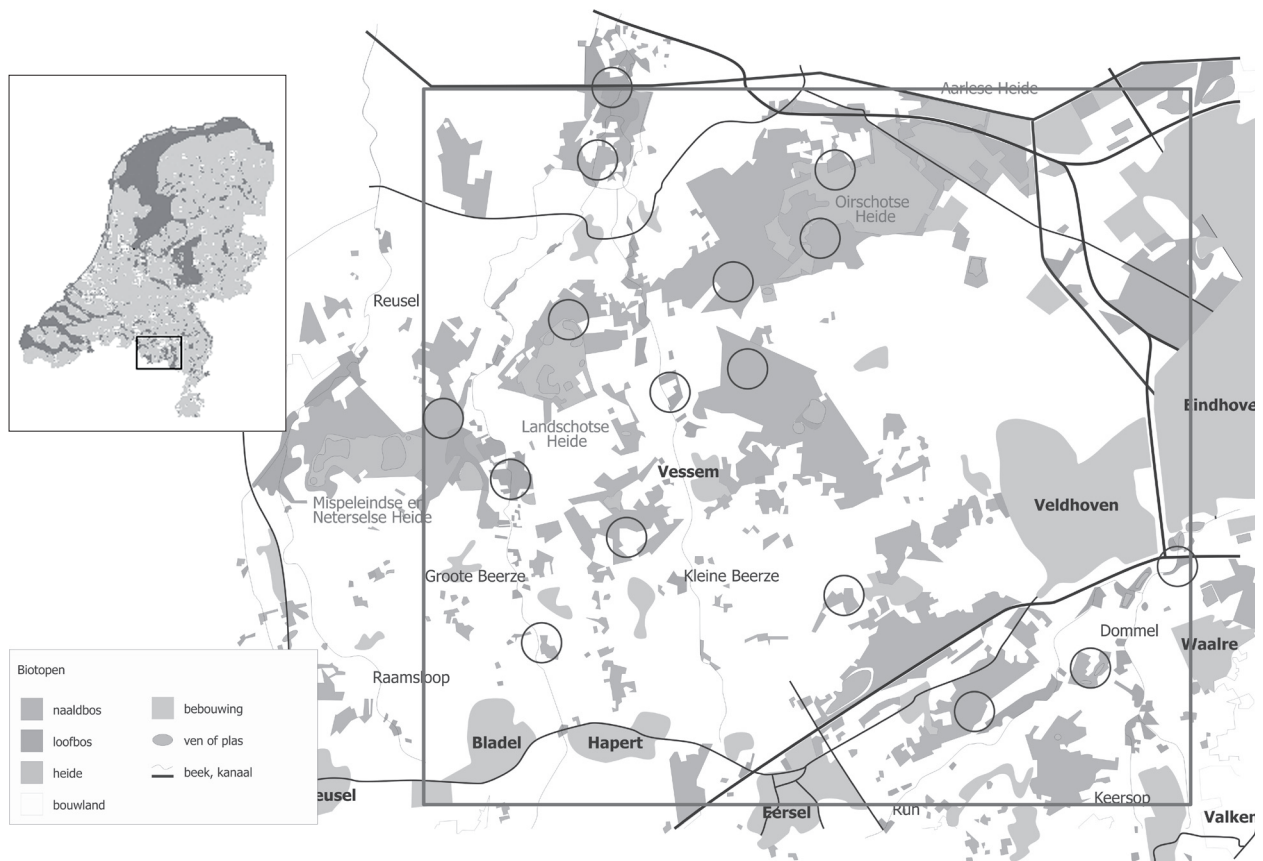 Aarlese Heide
Oirschotse
Heide
Reusel
Eindhove
Landschotse
Heide
Vessem
Mispeleindse en
Neterselse Heide
Veldhoven
Groote Beerze
Kleine Beerze
Dommel
Waalre
Raamsloop
Bladel
Hapert
eusel
Eersel
Run
Keersop
Valker
Biotopen
naaldbos
loofbos
heide
bouwland
bebouwing
ven of plas
beek, kanaal